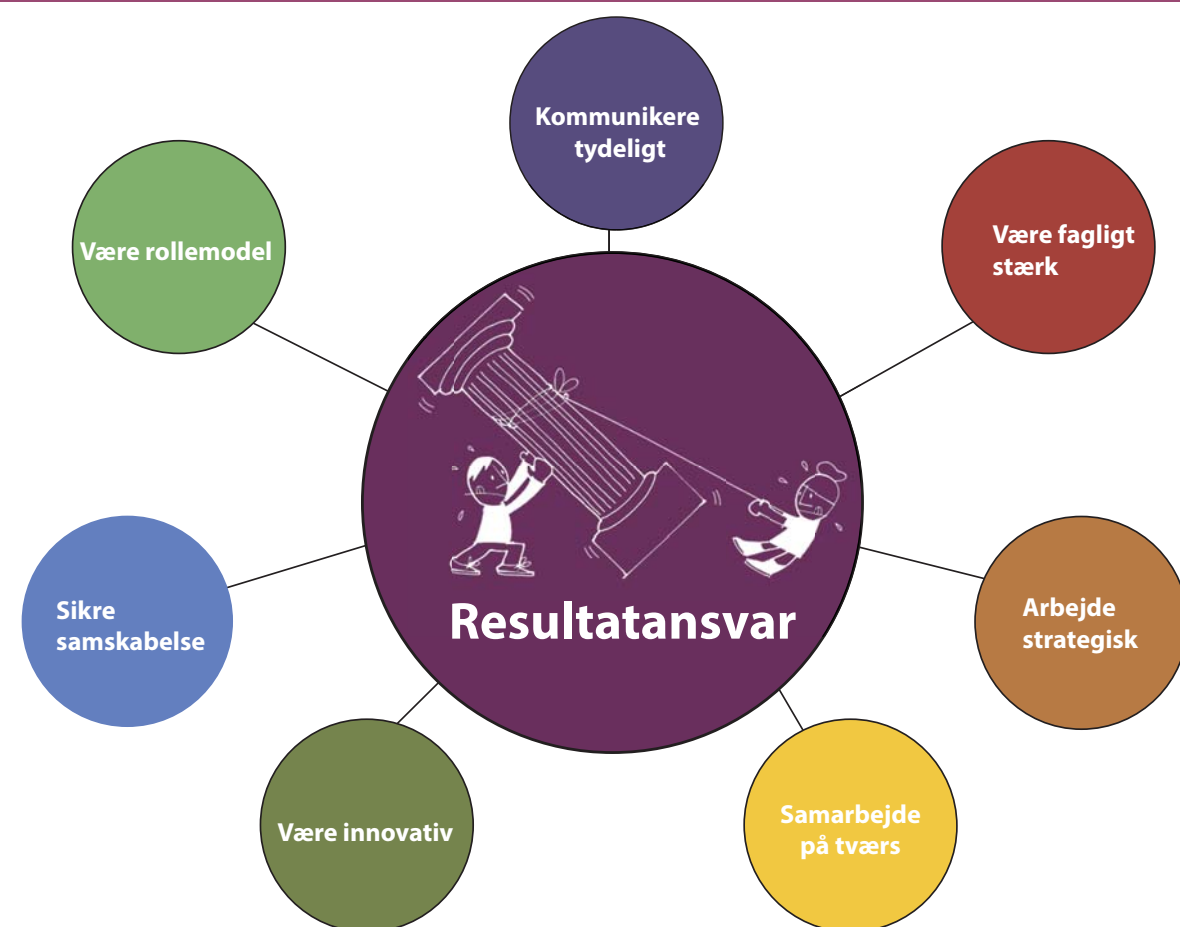 Kommunikere
tydeligt
Være rollemodel
Være fagligt
stærk
Resultatansvar
Sikre
samskabelse
Arbejde
strategisk
Være innovativ
Samarbejde
på tværs